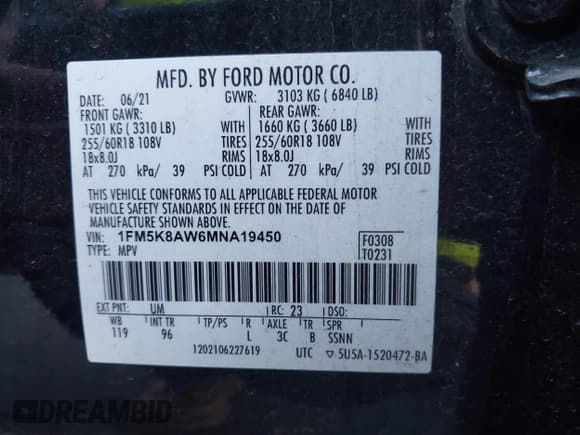 MFD. BY FORD MOTOR CO.
DATE: 06/21 GVWR: 3103 KG ( 6840 LB)
FRONT GAWR: REAR GAWR:
1501 KG ( 3310 LB) WITH 1660 KG ( 3660 LB) WITH
255/60R18 108V TIRES 255/60R18 108V TIRES
18x8.0J RIMS 18x8.0J RIMS
AT 270 kPa/ 39 PSI COLD AT 270 kPa/ 39 PSI COLD
THIS VEHICLE CONFORMS TO ALL APPLICABLE FEDERAL MOTOR
VEHICLE SAFETY STANDARDS IN EFFECT ON THE DATE OF
MANUFACTURE SHOWN ABOVE.
VIN: 1FM5K8AW6MNA19450 F0308
TYPE: MPV T0231
EXT PNT: UM RC: 23 DSO:
WB INT TR TP/PS R AXLE TR SPR
119 96 L 3C B SSNN
1202106227619 UTC ▽ 5U5A-1520472-BA
DREAMBID